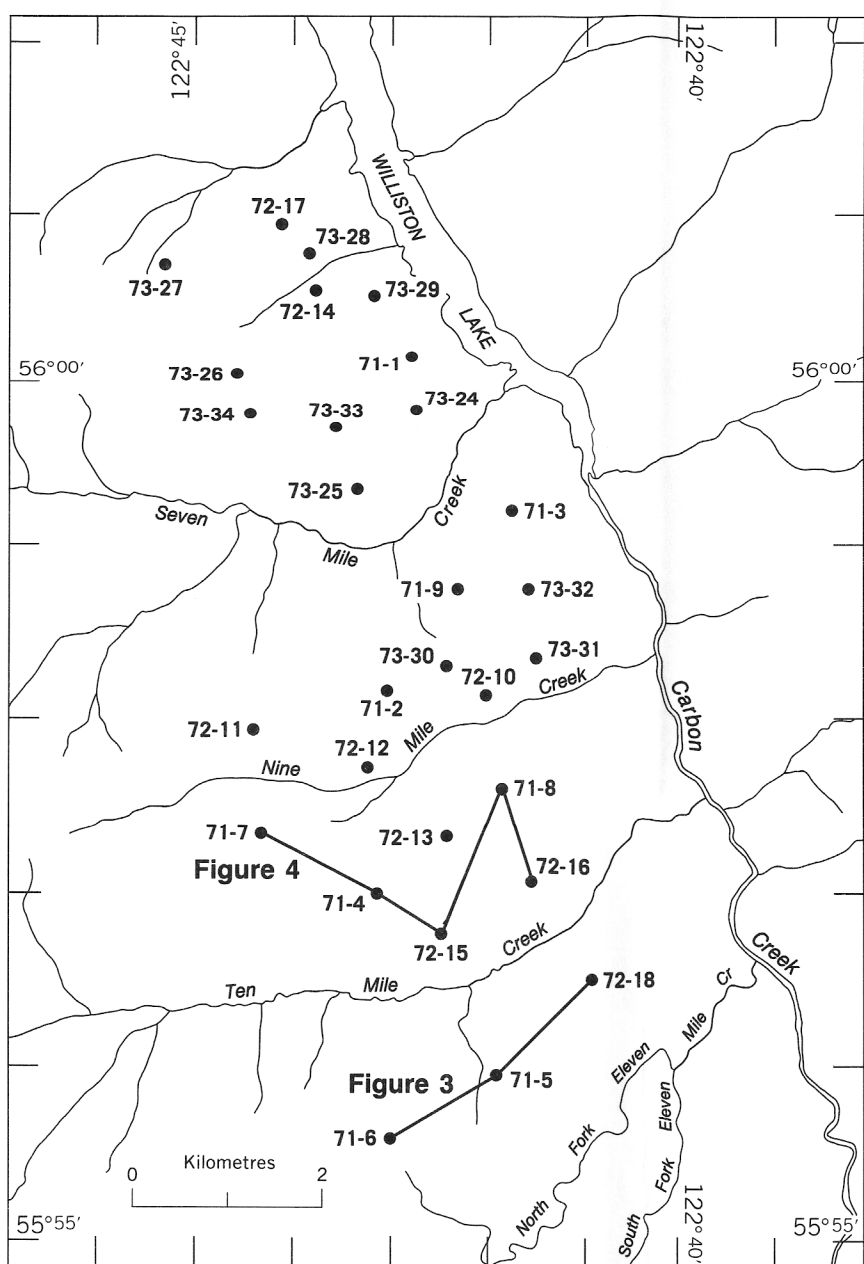 122°45'
122°40'
WILLISTON
LAKE
72-17
73-28
73-27
72-14
73-29
56°00'
56°00'
71-1
73-26
73-24
73-34
73-33
73-25
Creek
Seven
Mile
71-3
71-9
73-32
73-30
73-31
72-10
Creek
71-2
Carbon
72-11
Mile
72-12
Nine
71-8
71-7
72-13
Figure 4
72-16
71-4
72-15
Creek
Creek
Ten
Mile
72-18
Cr
Mile
Eleven
Figure 3
71-5
Eleven
71-6
Fork
Kilometres
0
2
Fork
North
South
122°40'
55°55'
55°55'